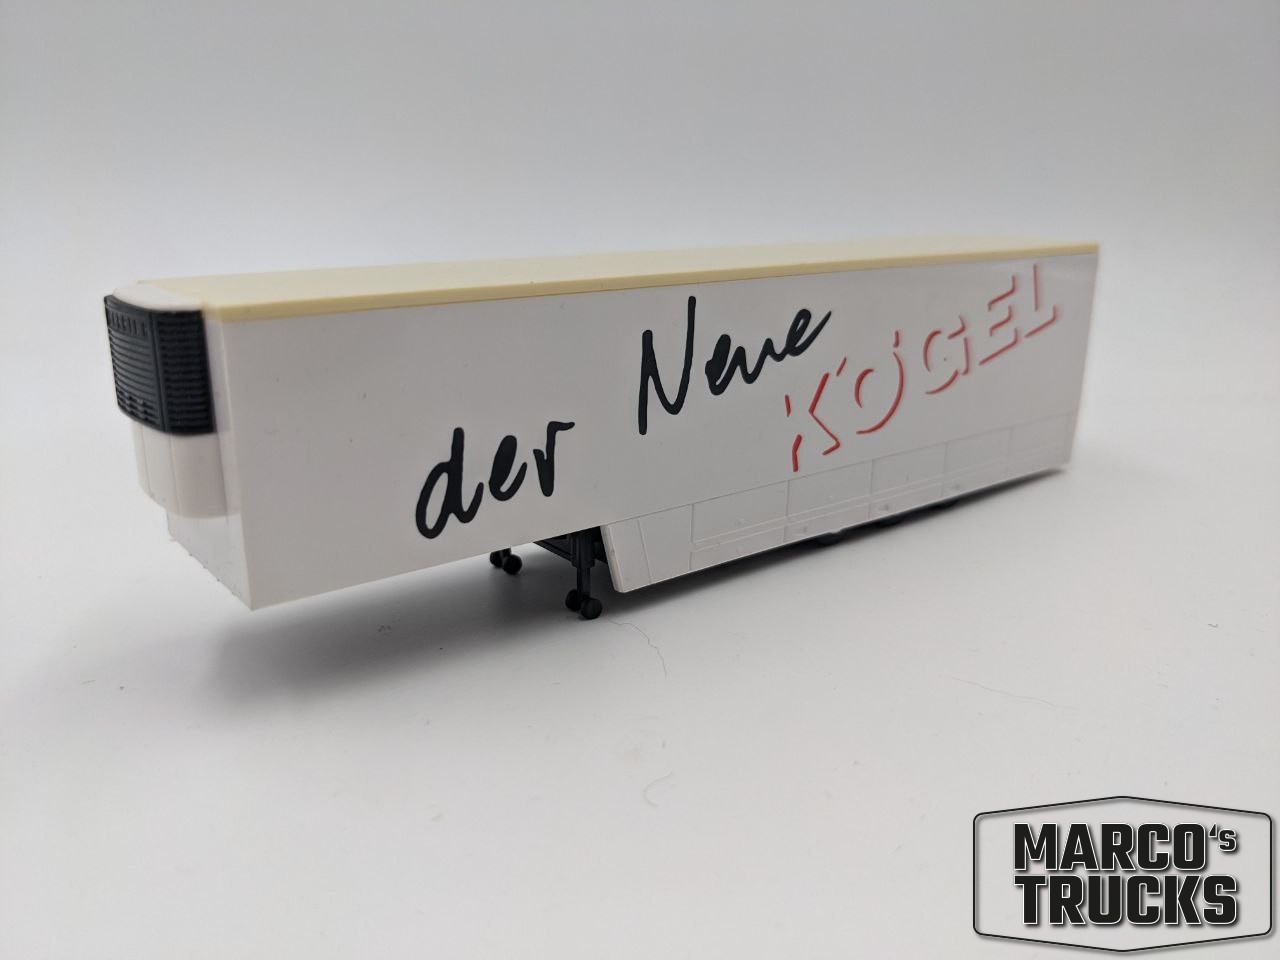 der Neue
KÖGEL
MARCO's
TRUCKS